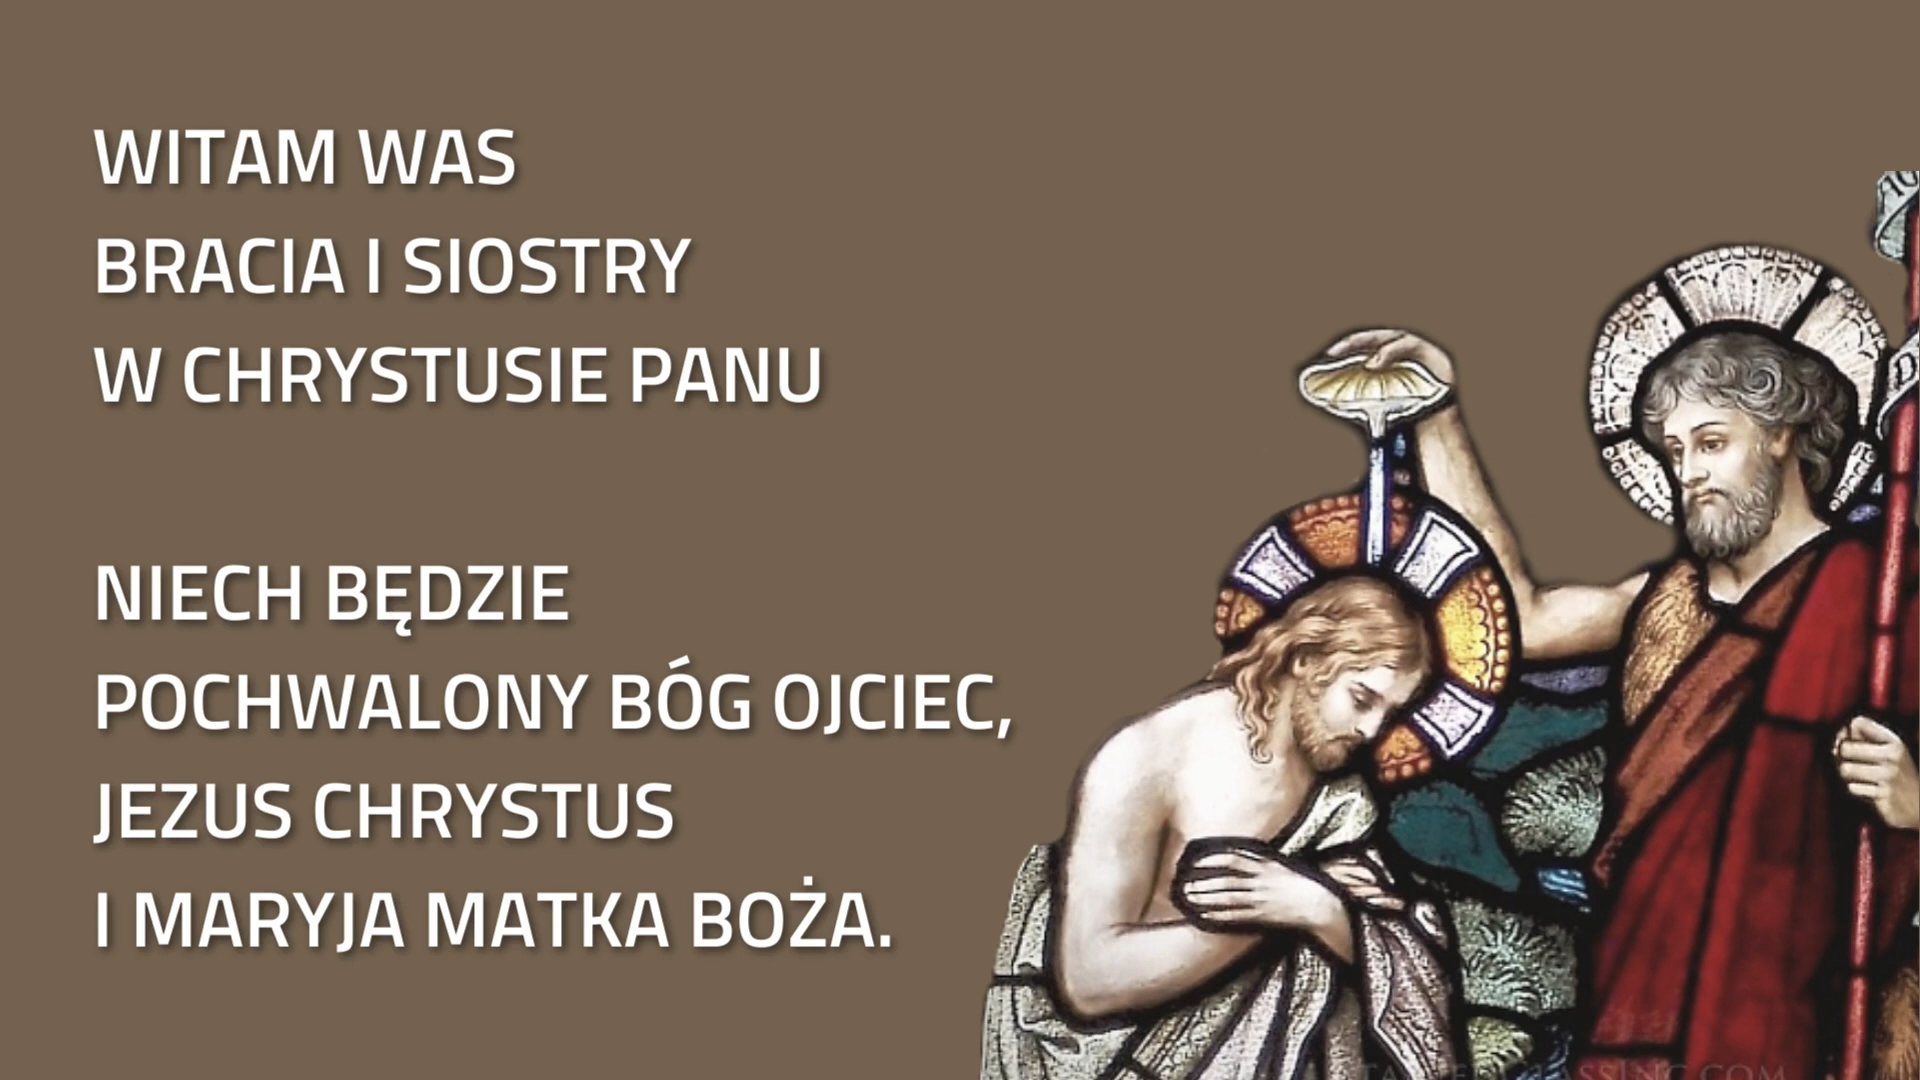 WITAM WAS
BRACIA I SIOSTRY
W CHRYSTUSIE PANU
NIECH BĘDZIE
POCHWALONY BÓG OJCIEC,
JEZUS CHRYSTUS
I MARYJA MATKA BOŻA.